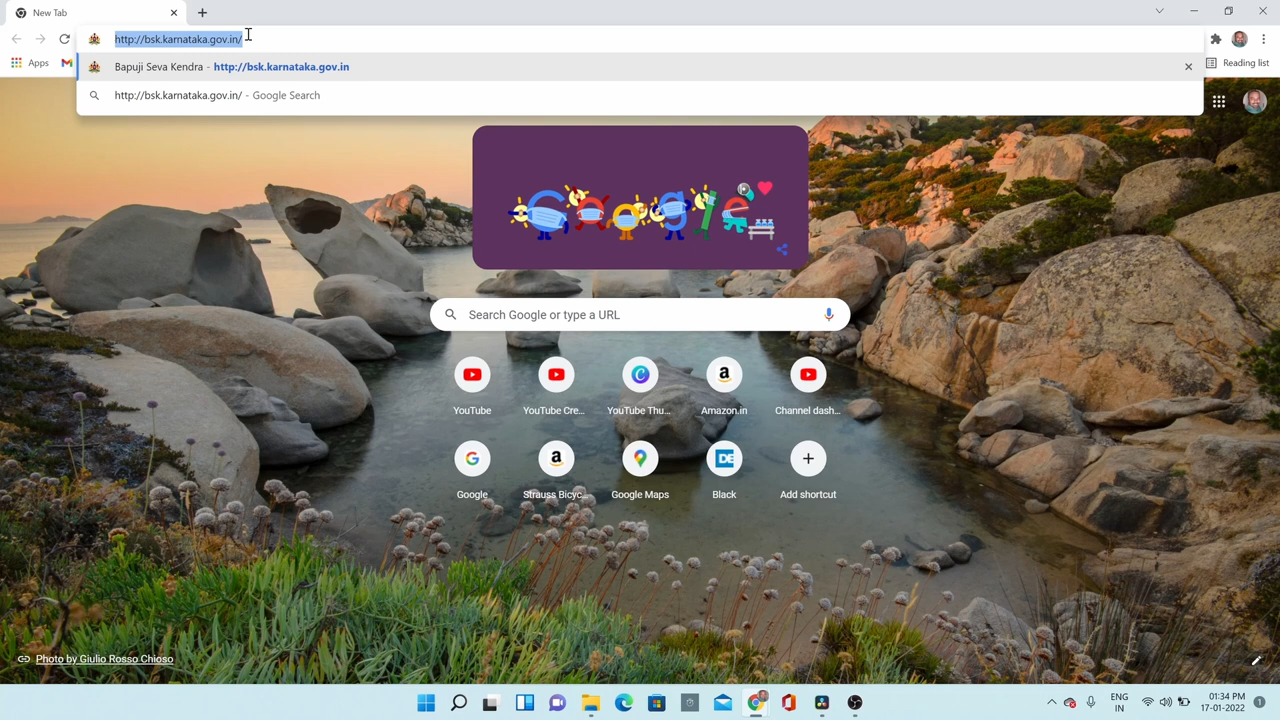 New Tab
http://bsk.karnataka.gov.in/
Bapuji Seva Kendra - http://bsk.karnataka.gov.in
http://bsk.karnataka.gov.in/ - Google Search
Apps
Reading list
Search Google or type a URL
YouTube
YouTube Cre...
YouTube Thu...
Amazon.in
Channel dash...
Google
Strauss Bicyc...
Google Maps
Black
Add shortcut
Photo by Giulio Rosso Chioso
ENG
IN
01:34 PM
17-01-2022